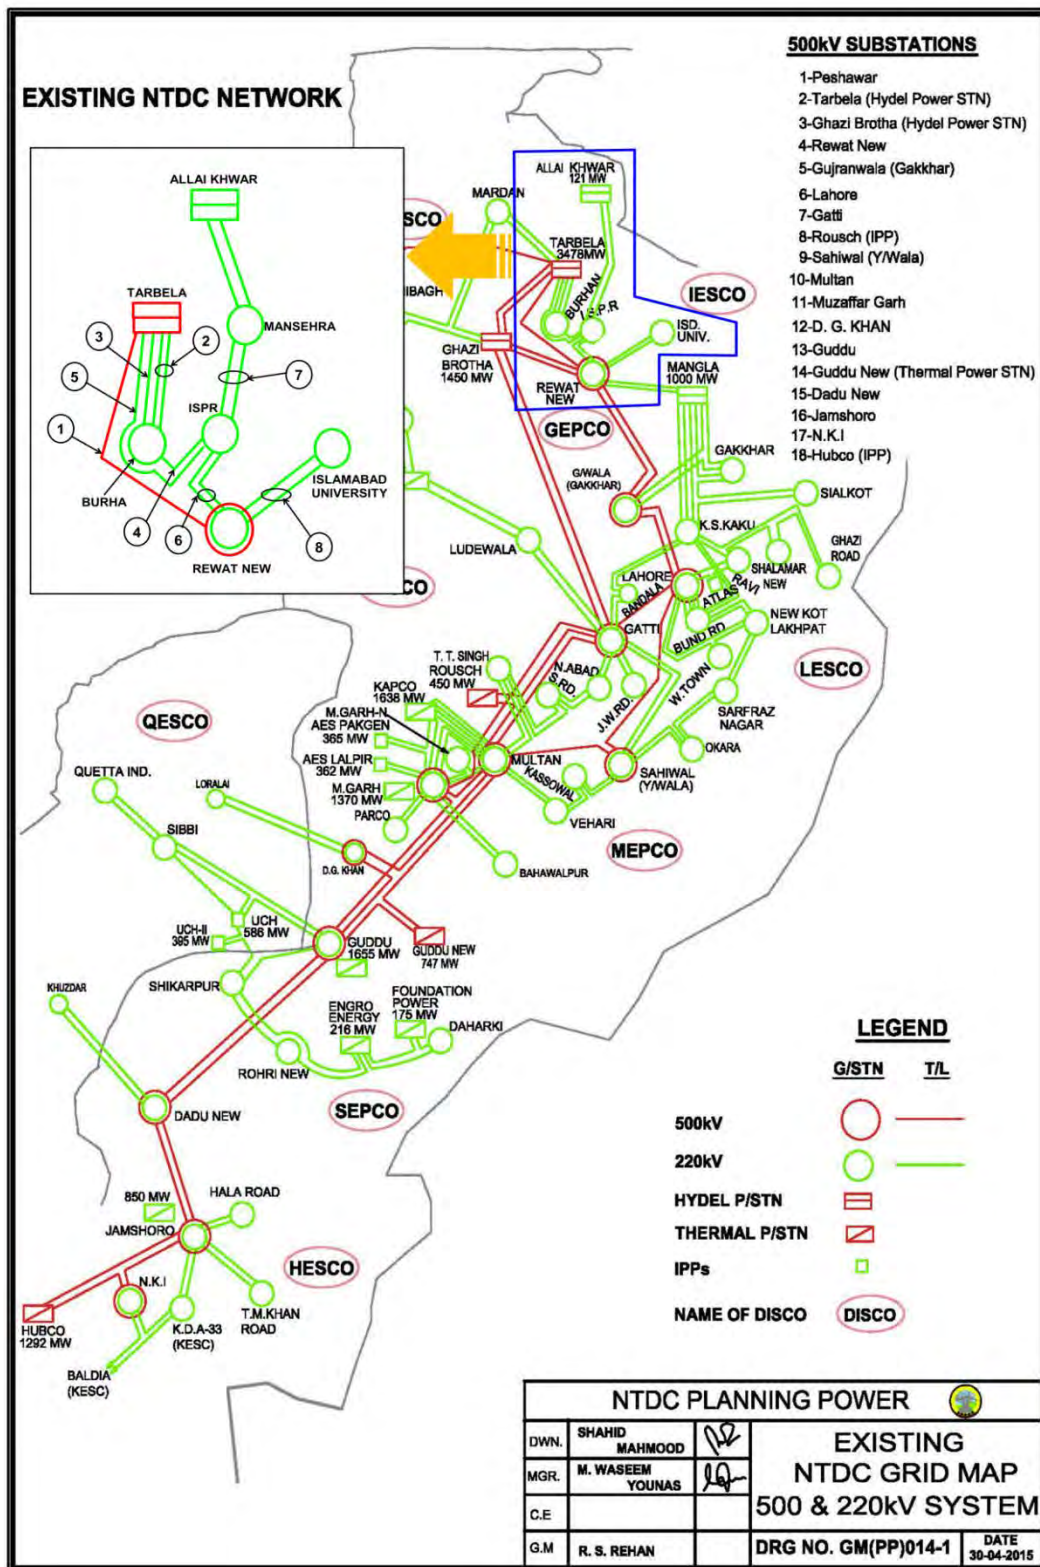 EXISTING NTDC NETWORK
500kV SUBSTATIONS
1-Peshawar
2-Tarbela (Hydel Power STN)
3-Ghazi Brotha (Hydel Power STN)
4-Rewat New
5-Gujranwala (Gakkhar)
6-Lahore
7-Gatti
8-Rousch (IPP)
9-Sahiwal (Y/Wala)
10-Multan
11-Muzaffar Garh
12-D. G. KHAN
13-Guddu
14-Guddu New (Thermal Power STN)
15-Dadu New
16-Jamshoro
17-N.K.I
18-Hubco (IPP)
ALLAI KHWAR
TARBELA
3
2
MANSEHRA
5
7
ISPR
1
ISLAMABAD
UNIVERSITY
BURHA
4
6
8
REWAT NEW
ALLAI KHWAR
121 MW
MARDAN
SCO
TARBELA
3478MW
IBAGH
BURHAN
I.S.P.R
IESCO
ISD.
UNIV.
GHAZI
BROTHA
1450 MW
REWAT
NEW
MANGLA
1000 MW
GEPCO
G/WALA
(GAKKHAR)
GAKKHAR
SIALKOT
K.S.KAKU
GHAZI
ROAD
LUDEWALA
SHALAMAR
NEW
LAHORE
BANDALA
RAVI
ATLAS
CO
NEW KOT
LAKHPAT
GATTI
BUND RD
T. T. SINGH
ROUSCH
450 MW
N.ABAD
S.RD.
J.W.RD.
W.TOWN
LESCO
KAPCO
1638 MW
SARFRAZ
NAGAR
QESCO
M.GARH-N
AES PAKGEN
365 MW
OKARA
MULTAN
AES LALPIR
362 MW
KASSOWAL
SAHIWAL
(Y/WALA)
QUETTA IND.
LORALAI
M.GARH
1370 MW
PARCO
VEHARI
SIBBI
MEPCO
D.G. KHAN
BAHAWALPUR
UCH
586 MW
UCH-II
395 MW
GUDDU
1655 MW
GUDDU NEW
747 MW
SHIKARPUR
KHUZDAR
FOUNDATION
POWER
175 MW
ENGRO
ENERGY
216 MW
DAHARKI
ROHRI NEW
DADU NEW
SEPCO
850 MW
HALA ROAD
JAMSHORO
HESCO
N.K.I
HUBCO
1292 MW
K.D.A-33
(KESC)
T.M.KHAN
ROAD
BALDIA
(KESC)
LEGEND
G/STN T/L
500kV
220kV
HYDEL P/STN
THERMAL P/STN
IPPs
NAME OF DISCO DISCO
NTDC PLANNING POWER
DWN. SHAHID MAHMOOD
MGR. M. WASEEM YOUNAS
C.E
G.M R. S. REHAN
EXISTING
NTDC GRID MAP
500 & 220kV SYSTEM
DRG NO. GM(PP)014-1
DATE
30-04-2015